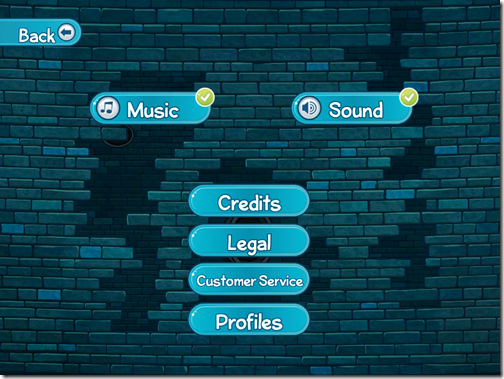 Back
Music
Sound
Credits
Legal
Customer Service
Profiles